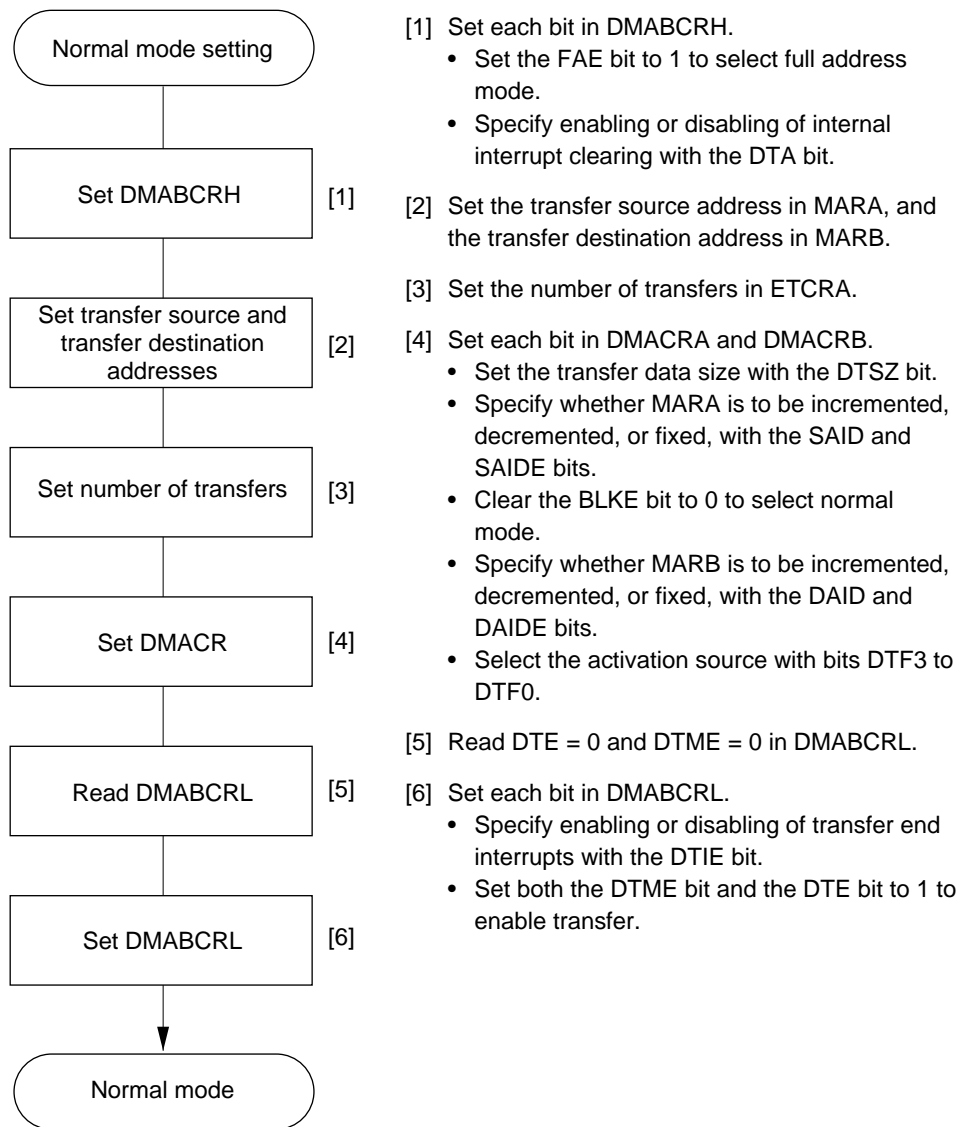 Normal mode setting
Set DMABCRH
[1]
Set transfer source and
transfer destination
addresses
[2]
Set number of transfers
[3]
Set DMACR
[4]
Read DMABCRL
[5]
Set DMABCRL
[6]
Normal mode
[1] Set each bit in DMABCRH.
• Set the FAE bit to 1 to select full address
mode.
• Specify enabling or disabling of internal
interrupt clearing with the DTA bit.
[2] Set the transfer source address in MARA, and
the transfer destination address in MARB.
[3] Set the number of transfers in ETCRA.
[4] Set each bit in DMACRA and DMACRB.
• Set the transfer data size with the DTSZ bit.
• Specify whether MARA is to be incremented,
decremented, or fixed, with the SAID and
SAIDE bits.
• Clear the BLKE bit to 0 to select normal
mode.
• Specify whether MARB is to be incremented,
decremented, or fixed, with the DAID and
DAIDE bits.
• Select the activation source with bits DTF3 to
DTF0.
[5] Read DTE = 0 and DTME = 0 in DMABCRL.
[6] Set each bit in DMABCRL.
• Specify enabling or disabling of transfer end
interrupts with the DTIE bit.
• Set both the DTME bit and the DTE bit to 1 to
enable transfer.